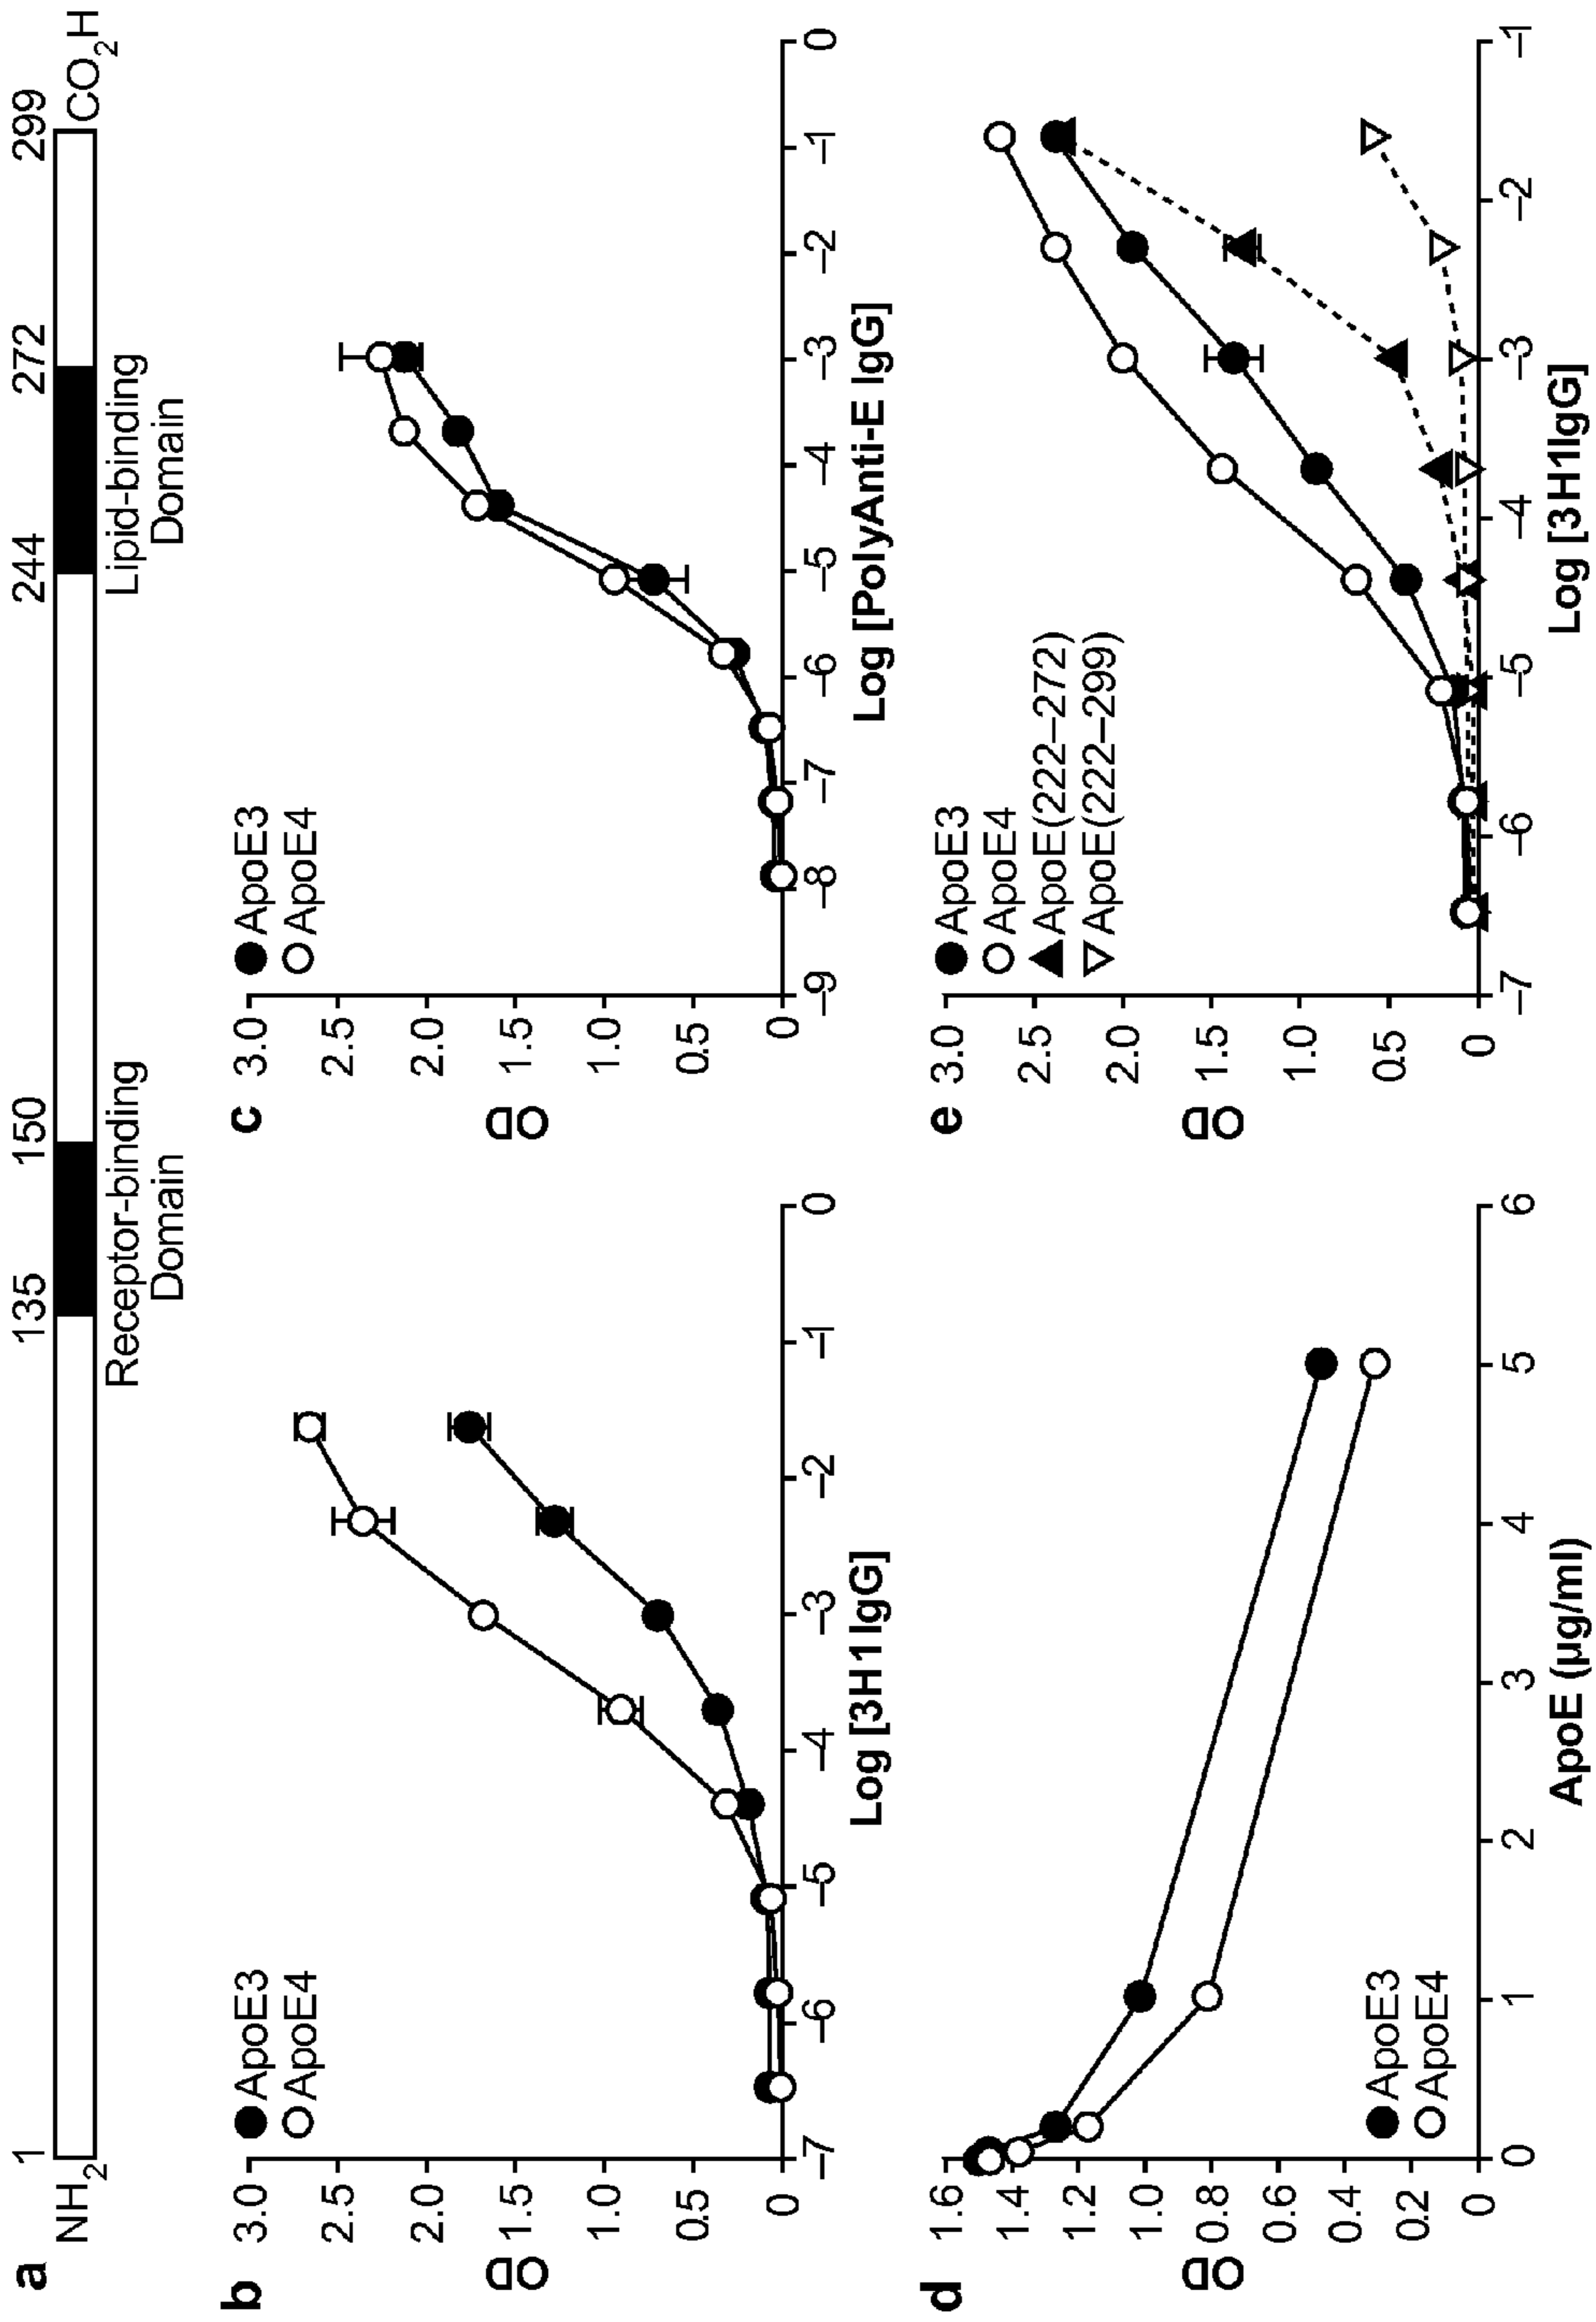 a
1 135 150 244 272 299
NH2 CO2H
Receptor-binding Domain
Lipid-binding Domain
b
ApoE3
ApoE4
OD
3.0
2.5
2.0
1.5
1.0
0.5
0
–7 –6 –5 –4 –3 –2 –1 0
Log [3H1IgG]
c
ApoE3
ApoE4
OD
3.0
2.5
2.0
1.5
1.0
0.5
0
–9 –8 –7 –6 –5 –4 –3 –2 –1 0
Log [PolyAnti-E IgG]
d
OD
1.6
1.4
1.2
1.0
0.8
0.6
0.4
0.2
0
ApoE3
ApoE4
0 1 2 3 4 5 6
ApoE (µg/ml)
e
ApoE3
ApoE4
ApoE(222–272)
ApoE(222–299)
OD
3.0
2.5
2.0
1.5
1.0
0.5
0
–7 –6 –5 –4 –3 –2 –1
Log [3H1IgG]